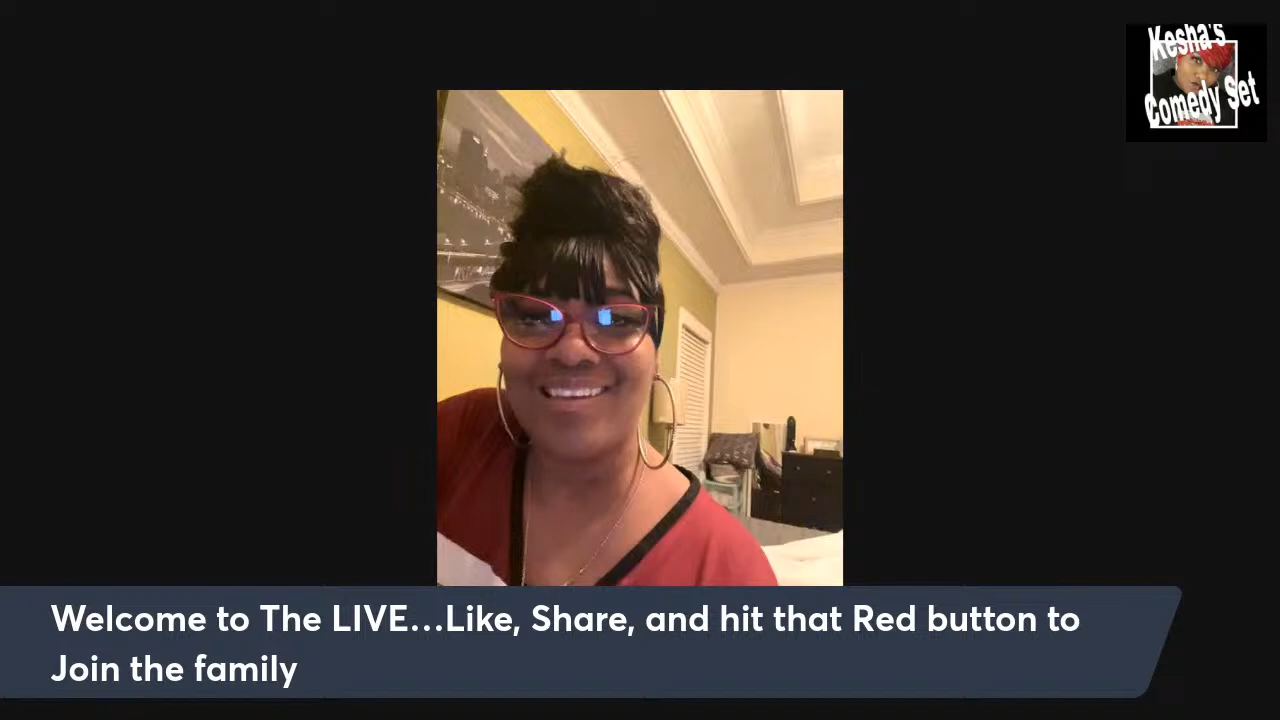 Kesha's
Comedy Set
Welcome to The LIVE...Like, Share, and hit that Red button to
Join the family